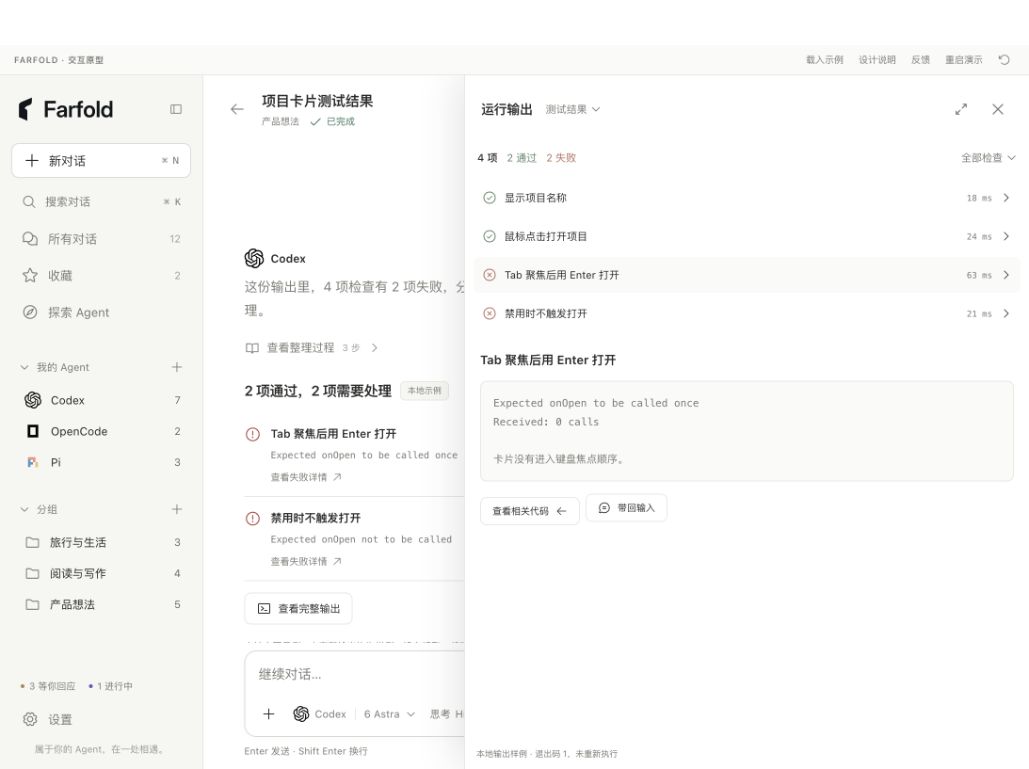 FARFOLD · 交互原型
载入示例 设计说明 反馈 重启演示
Farfold
新对话 ⌘ N
搜索对话 ⌘ K
所有对话 12
收藏 2
探索 Agent
我的 Agent
Codex 7
OpenCode 2
Pi 3
分组
旅行与生活 3
阅读与写作 4
产品想法 5
3 等你回应 1 进行中
设置
属于你的 Agent，在一处相遇。
项目卡片测试结果
产品想法 已完成
Codex
这份输出里，4 项检查有 2 项失败，分
理。
查看整理过程 3 步
2 项通过，2 项需要处理 本地示例
Tab 聚焦后用 Enter 打开
Expected onOpen to be called once
查看失败详情 ↗
禁用时不触发打开
Expected onOpen not to be called
查看失败详情 ↗
查看完整输出
继续对话...
Codex 6 Astra 思考 Hi
Enter 发送 · Shift Enter 换行
运行输出 测试结果
4 项 2 通过 2 失败 全部检查
显示项目名称 18 ms
鼠标点击打开项目 24 ms
Tab 聚焦后用 Enter 打开 63 ms
禁用时不触发打开 21 ms
Tab 聚焦后用 Enter 打开
Expected onOpen to be called once
Received: 0 calls
卡片没有进入键盘焦点顺序。
查看相关代码 ←
带回输入
本地输出样例 · 退出码 1，未重新执行